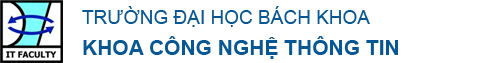 TRƯỜNG ĐẠI HỌC BÁCH KHOA
KHOA CÔNG NGHỆ THÔNG TIN
IT FACULTY